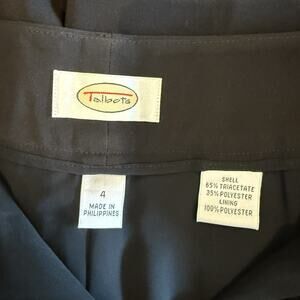 Talbots
4
MADE IN
PHILIPPINES
SHELL
65% TRIACETATE
35% POLYESTER
LINING
100% POLYESTER